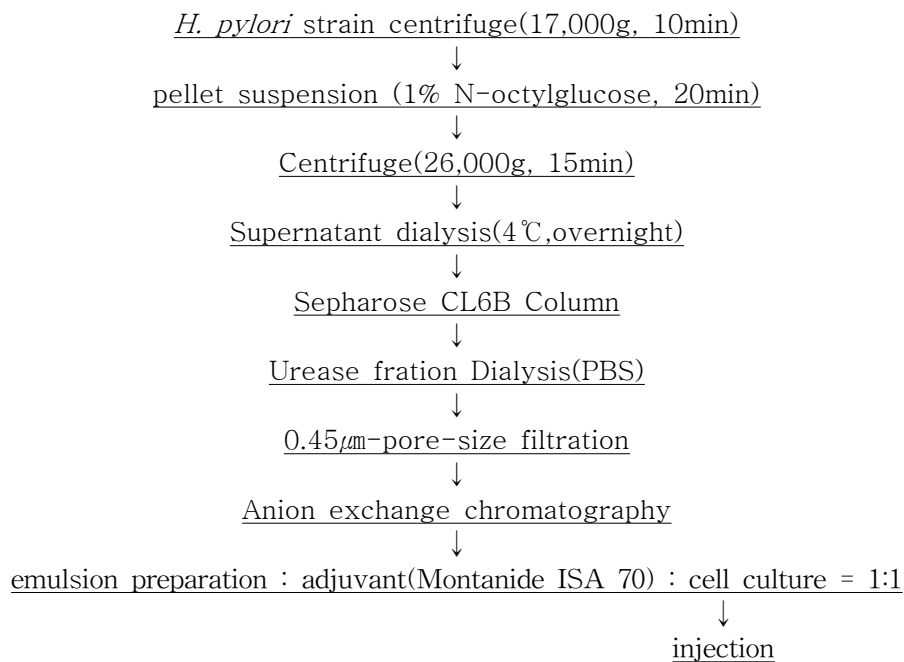 H. pylori strain centrifuge(17,000g, 10min)
↓
pellet suspension (1% N-octylglucose, 20min)
↓
Centrifuge(26,000g, 15min)
↓
Supernatant dialysis(4℃,overnight)
↓
Sepharose CL6B Column
↓
Urease fration Dialysis(PBS)
↓
0.45㎛-pore-size filtration
↓
Anion exchange chromatography
↓
emulsion preparation : adjuvant(Montanide ISA 70) : cell culture = 1:1
↓
injection